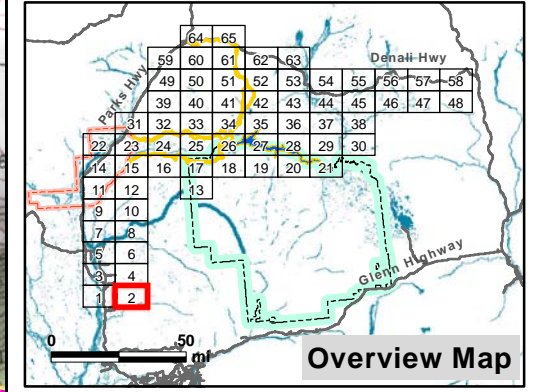 64 65
59 60 61 62 63 Denali Hwy
Parks Hwy
49 50 51 52 53 54 55 56 57 58
39 40 41 42 43 44 45 46 47 48
31 32 33 34 35 36 37 38
22 23 24 25 26 27 28 29 30
14 15 16 17 18 19 20 21
11 12 13
9 10
7 8
5 6
Glenn Highway
3 4
1 2
0 50
mi
Overview Map